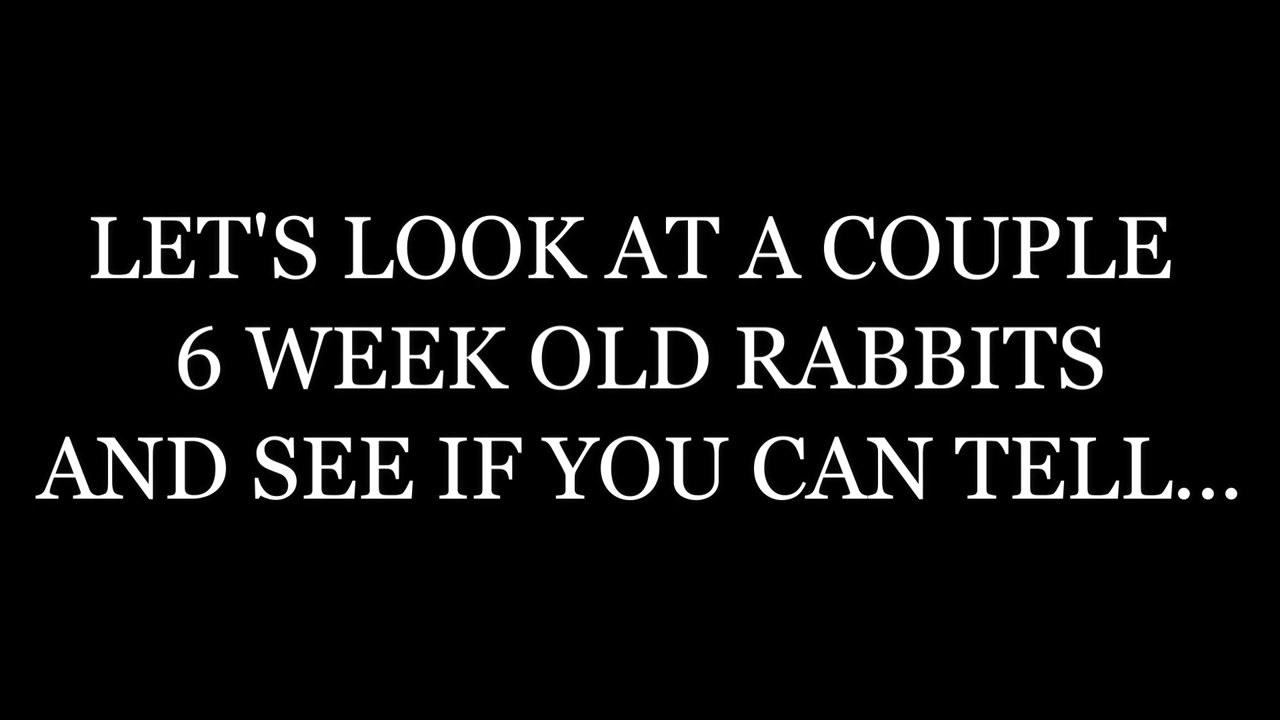 LET'S LOOK AT A COUPLE
6 WEEK OLD RABBITS
AND SEE IF YOU CAN TELL...